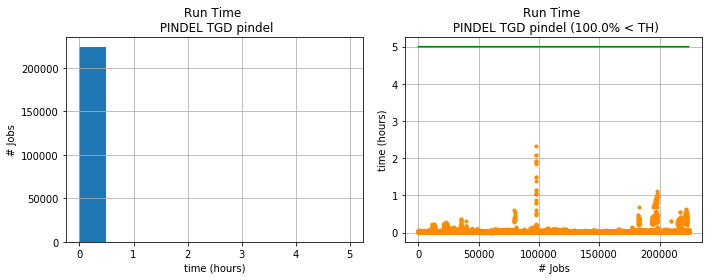 Run Time
PINDEL TGD pindel
# Jobs
200000
150000
100000
50000
0
0 1 2 3 4 5
time (hours)
Run Time
PINDEL TGD pindel (100.0% < TH)
time (hours)
5
4
3
2
1
0
0 50000 100000 150000 200000
# Jobs